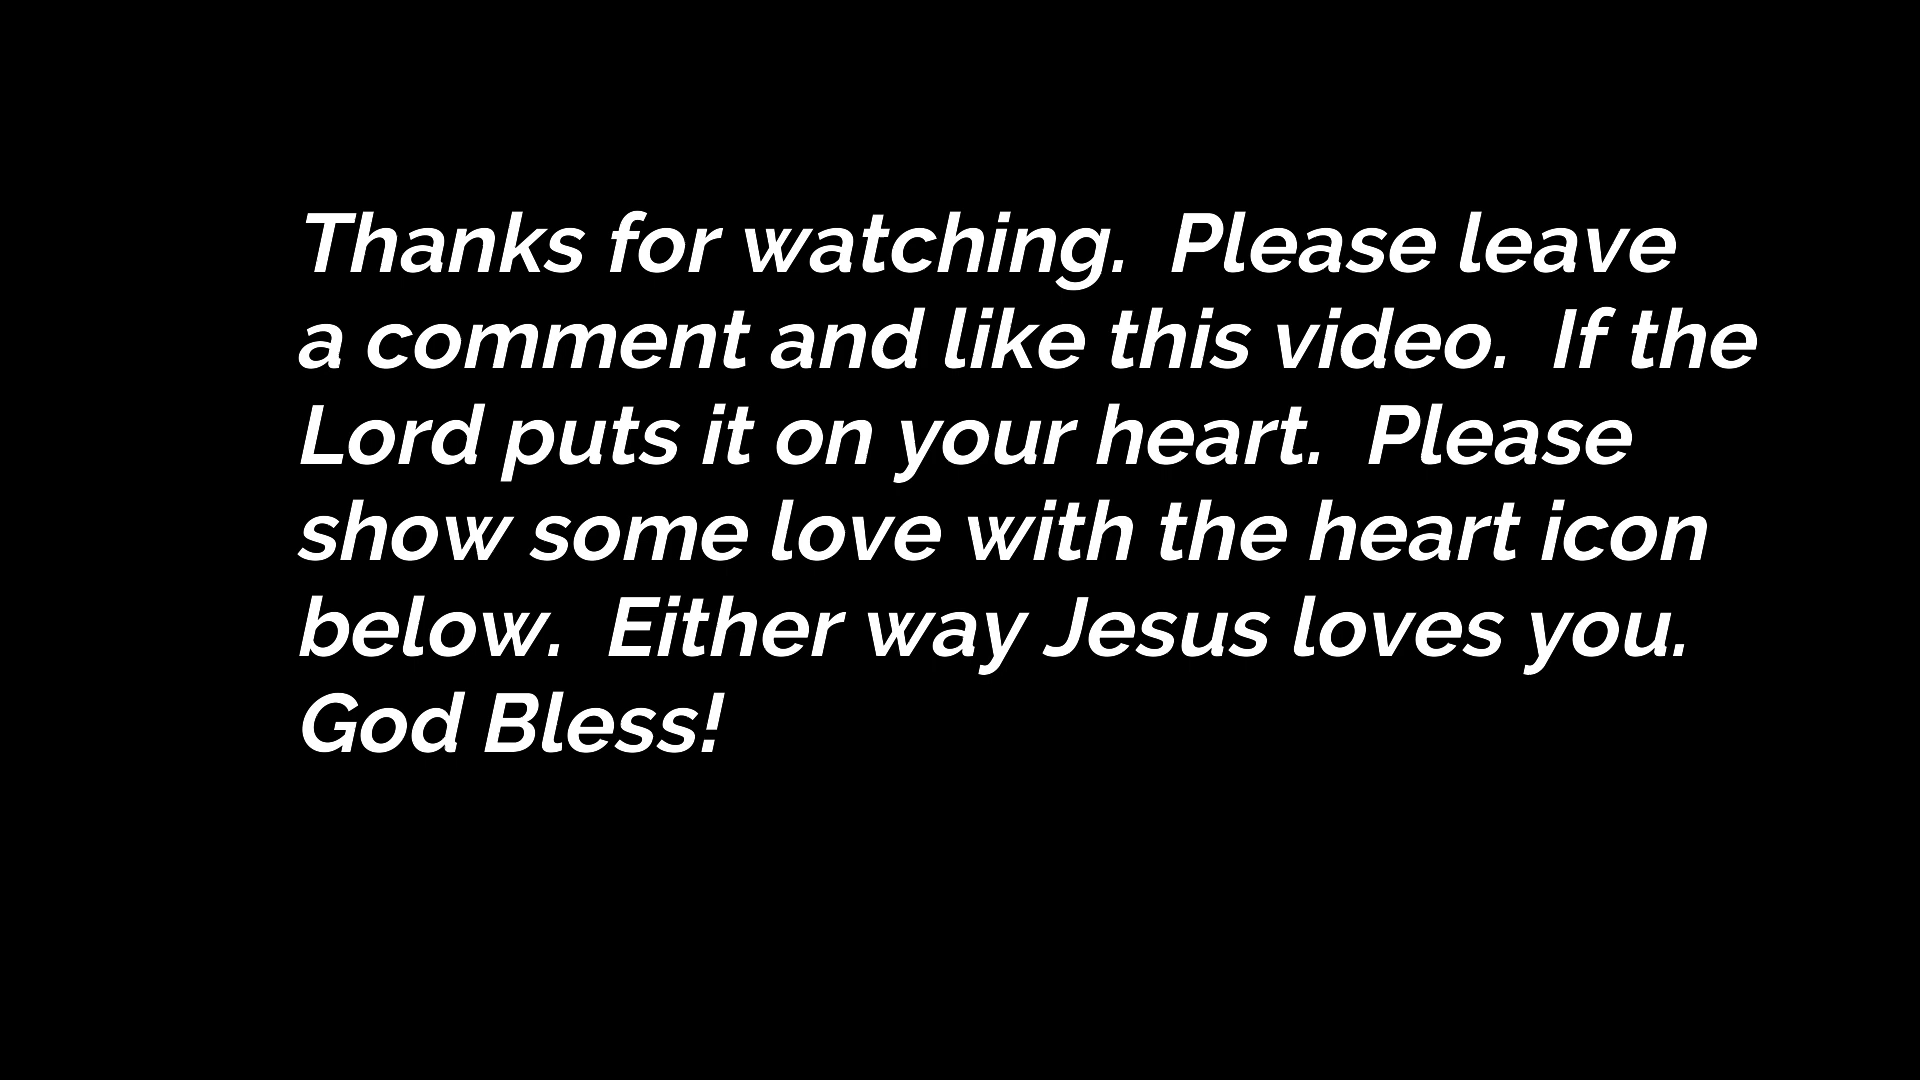 Thanks for watching.  Please leave
a comment and like this video.  If the
Lord puts it on your heart.  Please
show some love with the heart icon
below.  Either way Jesus loves you.
God Bless!